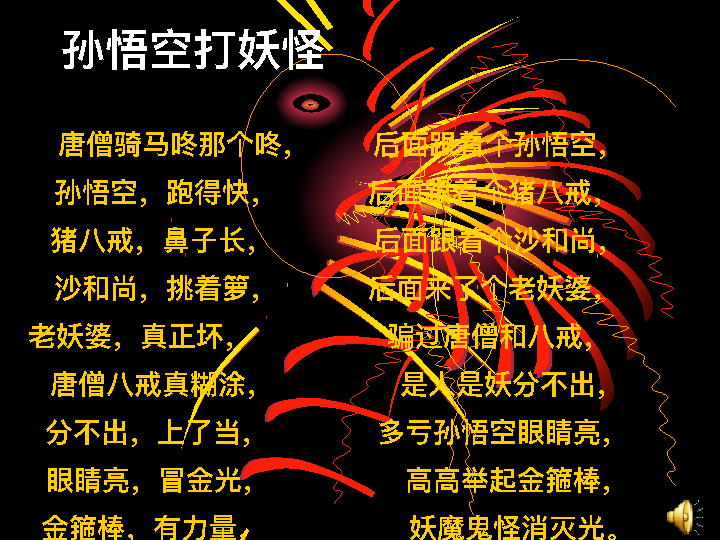 孙悟空打妖怪
唐僧骑马咚那个咚, 后面跟着个孙悟空,
孙悟空，跑得快, 后面跟着个猪八戒,
猪八戒，鼻子长, 后面跟着个沙和尚,
沙和尚，挑着箩, 后面来了个老妖婆,
老妖婆，真正坏, 骗过唐僧和八戒,
唐僧八戒真糊涂, 是人是妖分不出,
分不出，上了当, 多亏孙悟空眼睛亮,
眼睛亮，冒金光, 高高举起金箍棒,
金箍棒，有力量, 妖魔鬼怪消灭光。